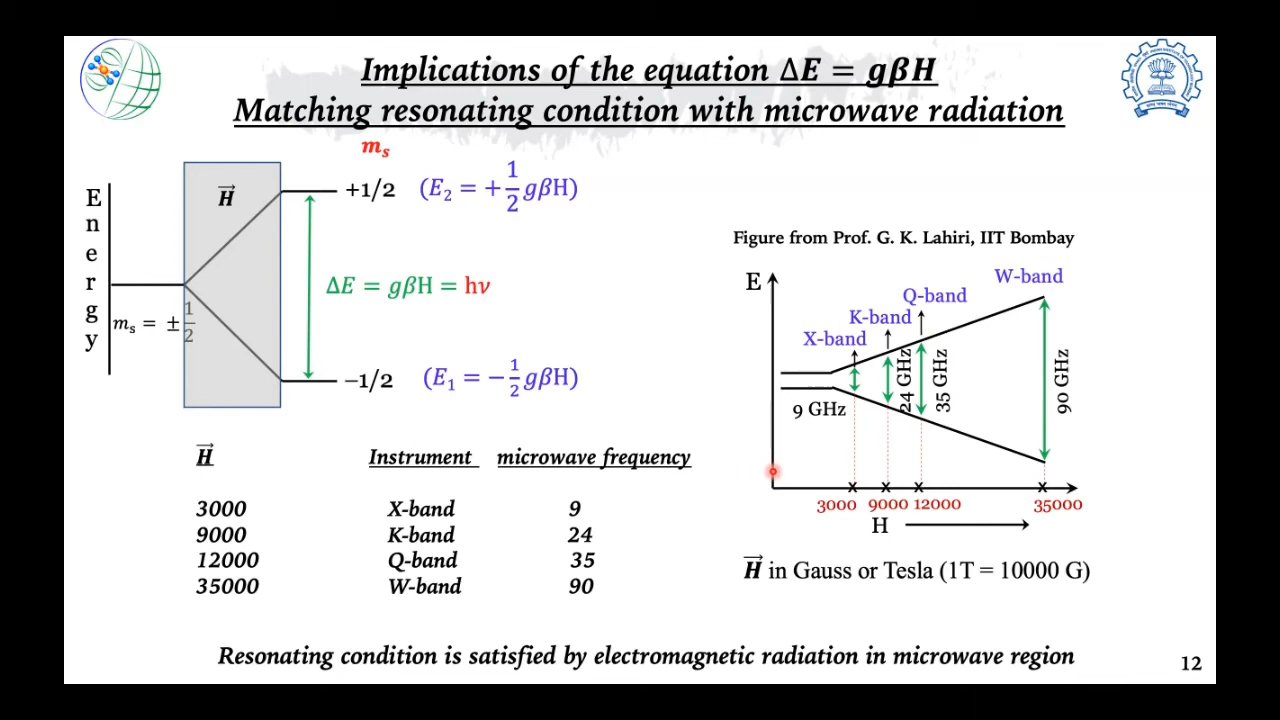 Implications of the equation ΔE = gβH
Matching resonating condition with microwave radiation
mₛ
Energy
H⃗
+1/2 (E₂ = +1/2 gβH)
ΔE = gβH = hν
mₛ = ±1/2
−1/2 (E₁ = −1/2 gβH)
H⃗ Instrument microwave frequency
3000 X-band 9
9000 K-band 24
12000 Q-band 35
35000 W-band 90
Figure from Prof. G. K. Lahiri, IIT Bombay
E
W-band
Q-band
K-band
X-band
9 GHz
24 GHz
35 GHz
90 GHz
3000 9000 12000 35000
H
H⃗ in Gauss or Tesla (1T = 10000 G)
Resonating condition is satisfied by electromagnetic radiation in microwave region
12